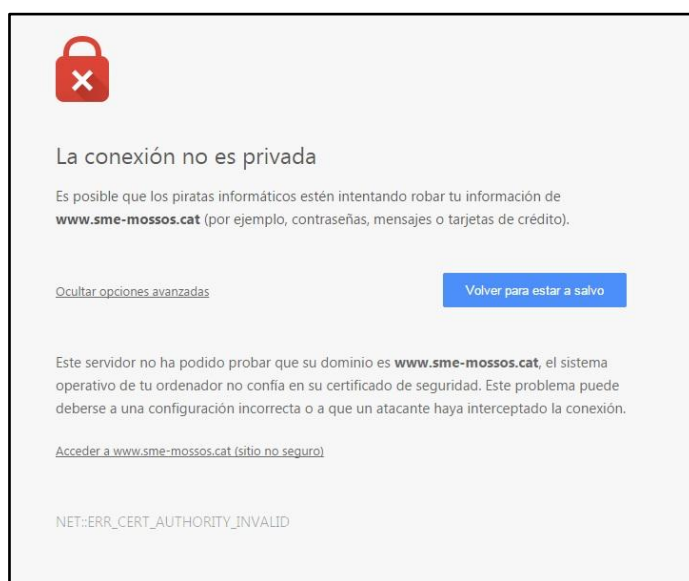 La conexión no es privada
Es posible que los piratas informáticos estén intentando robar tu información de
www.sme-mossos.cat (por ejemplo, contraseñas, mensajes o tarjetas de crédito).
Ocultar opciones avanzadas
Volver para estar a salvo
Este servidor no ha podido probar que su dominio es www.sme-mossos.cat, el sistema
operativo de tu ordenador no confía en su certificado de seguridad. Este problema puede
deberse a una configuración incorrecta o a que un atacante haya interceptado la conexión.
Acceder a www.sme-mossos.cat (sitio no seguro)
NET::ERR_CERT_AUTHORITY_INVALID